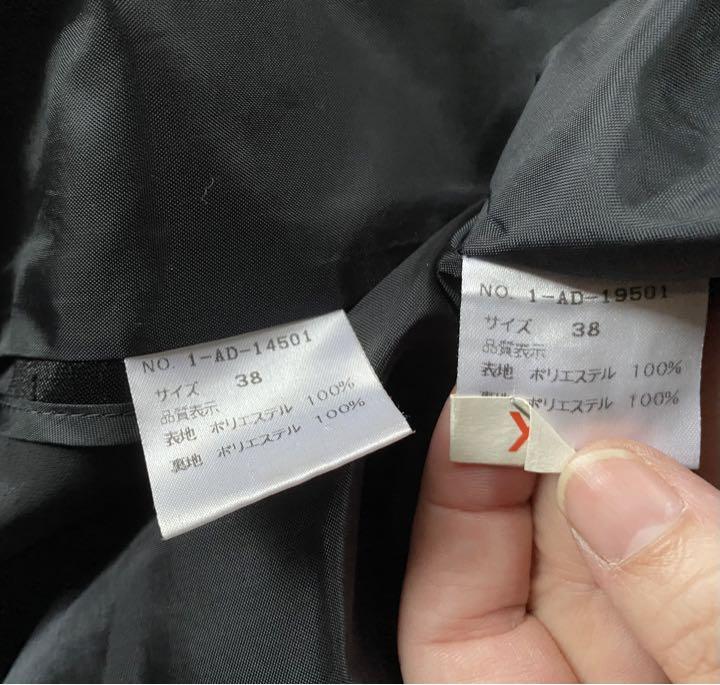 NO. 1-AD-14501
サイズ 38
品質表示
表地 ポリエステル 100%
裏地 ポリエステル 100%
NO. 1-AD-19501
サイズ 38
品質表示
表地 ポリエステル 100%
裏地 ポリエステル 100%